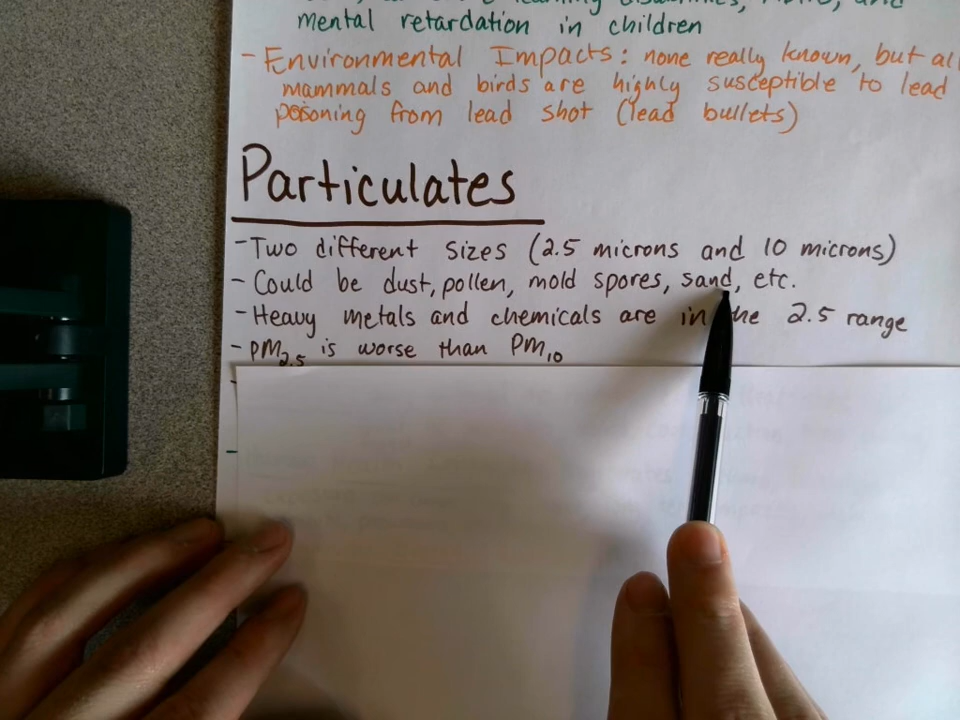 learning disabilities, and
mental retardation in children
- Environmental Impacts: none really known, but all
mammals and birds are highly susceptible to lead
poisoning from lead shot (lead bullets)
Particulates
- Two different sizes (2.5 microns and 10 microns)
- Could be dust, pollen, mold spores, sand, etc.
- Heavy metals and chemicals are in the 2.5 range
- PM2.5 is worse than PM10